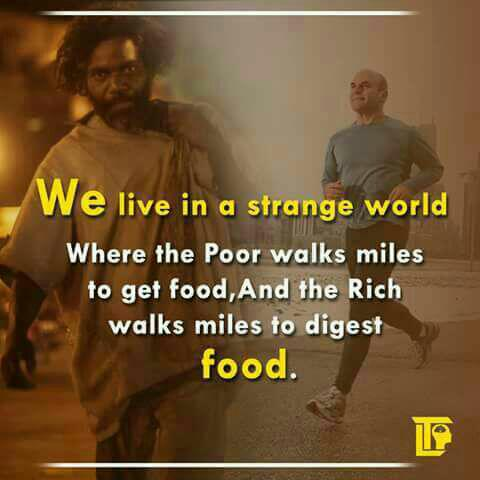 We live in a strange world
Where the Poor walks miles
to get food,And the Rich
walks miles to digest
food.